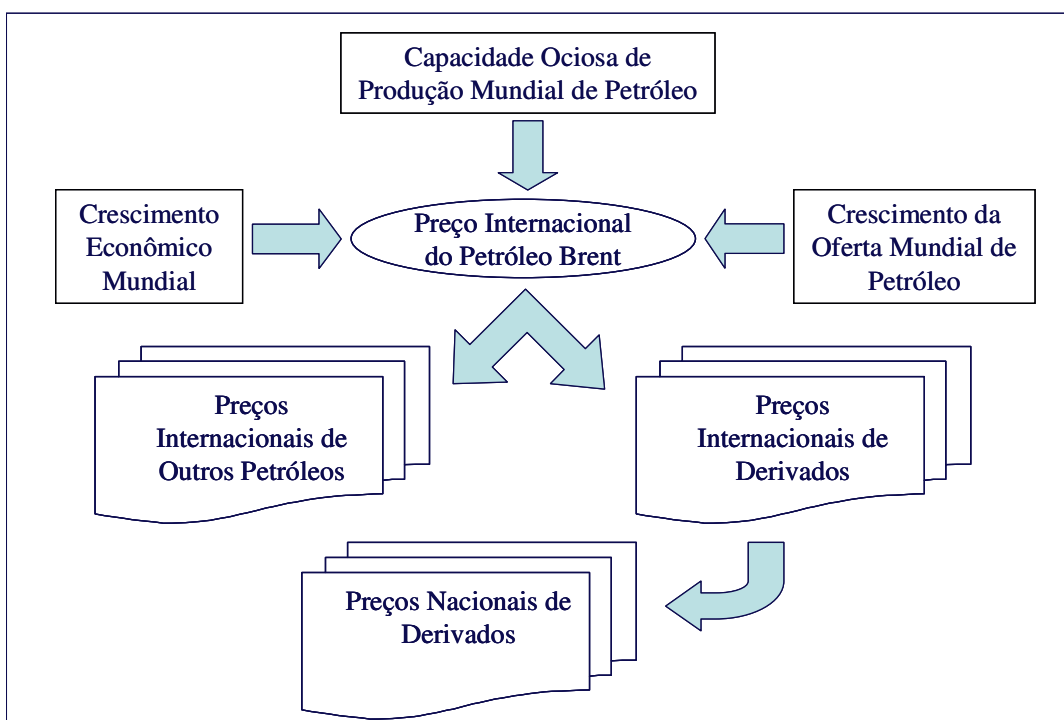 Capacidade Ociosa de
Produção Mundial de Petróleo
Crescimento
Econômico
Mundial
Preço Internacional
do Petróleo Brent
Crescimento da
Oferta Mundial de
Petróleo
Preços
Internacionais de
Outros Petróleos
Preços
Internacionais de
Derivados
Preços Nacionais de
Derivados